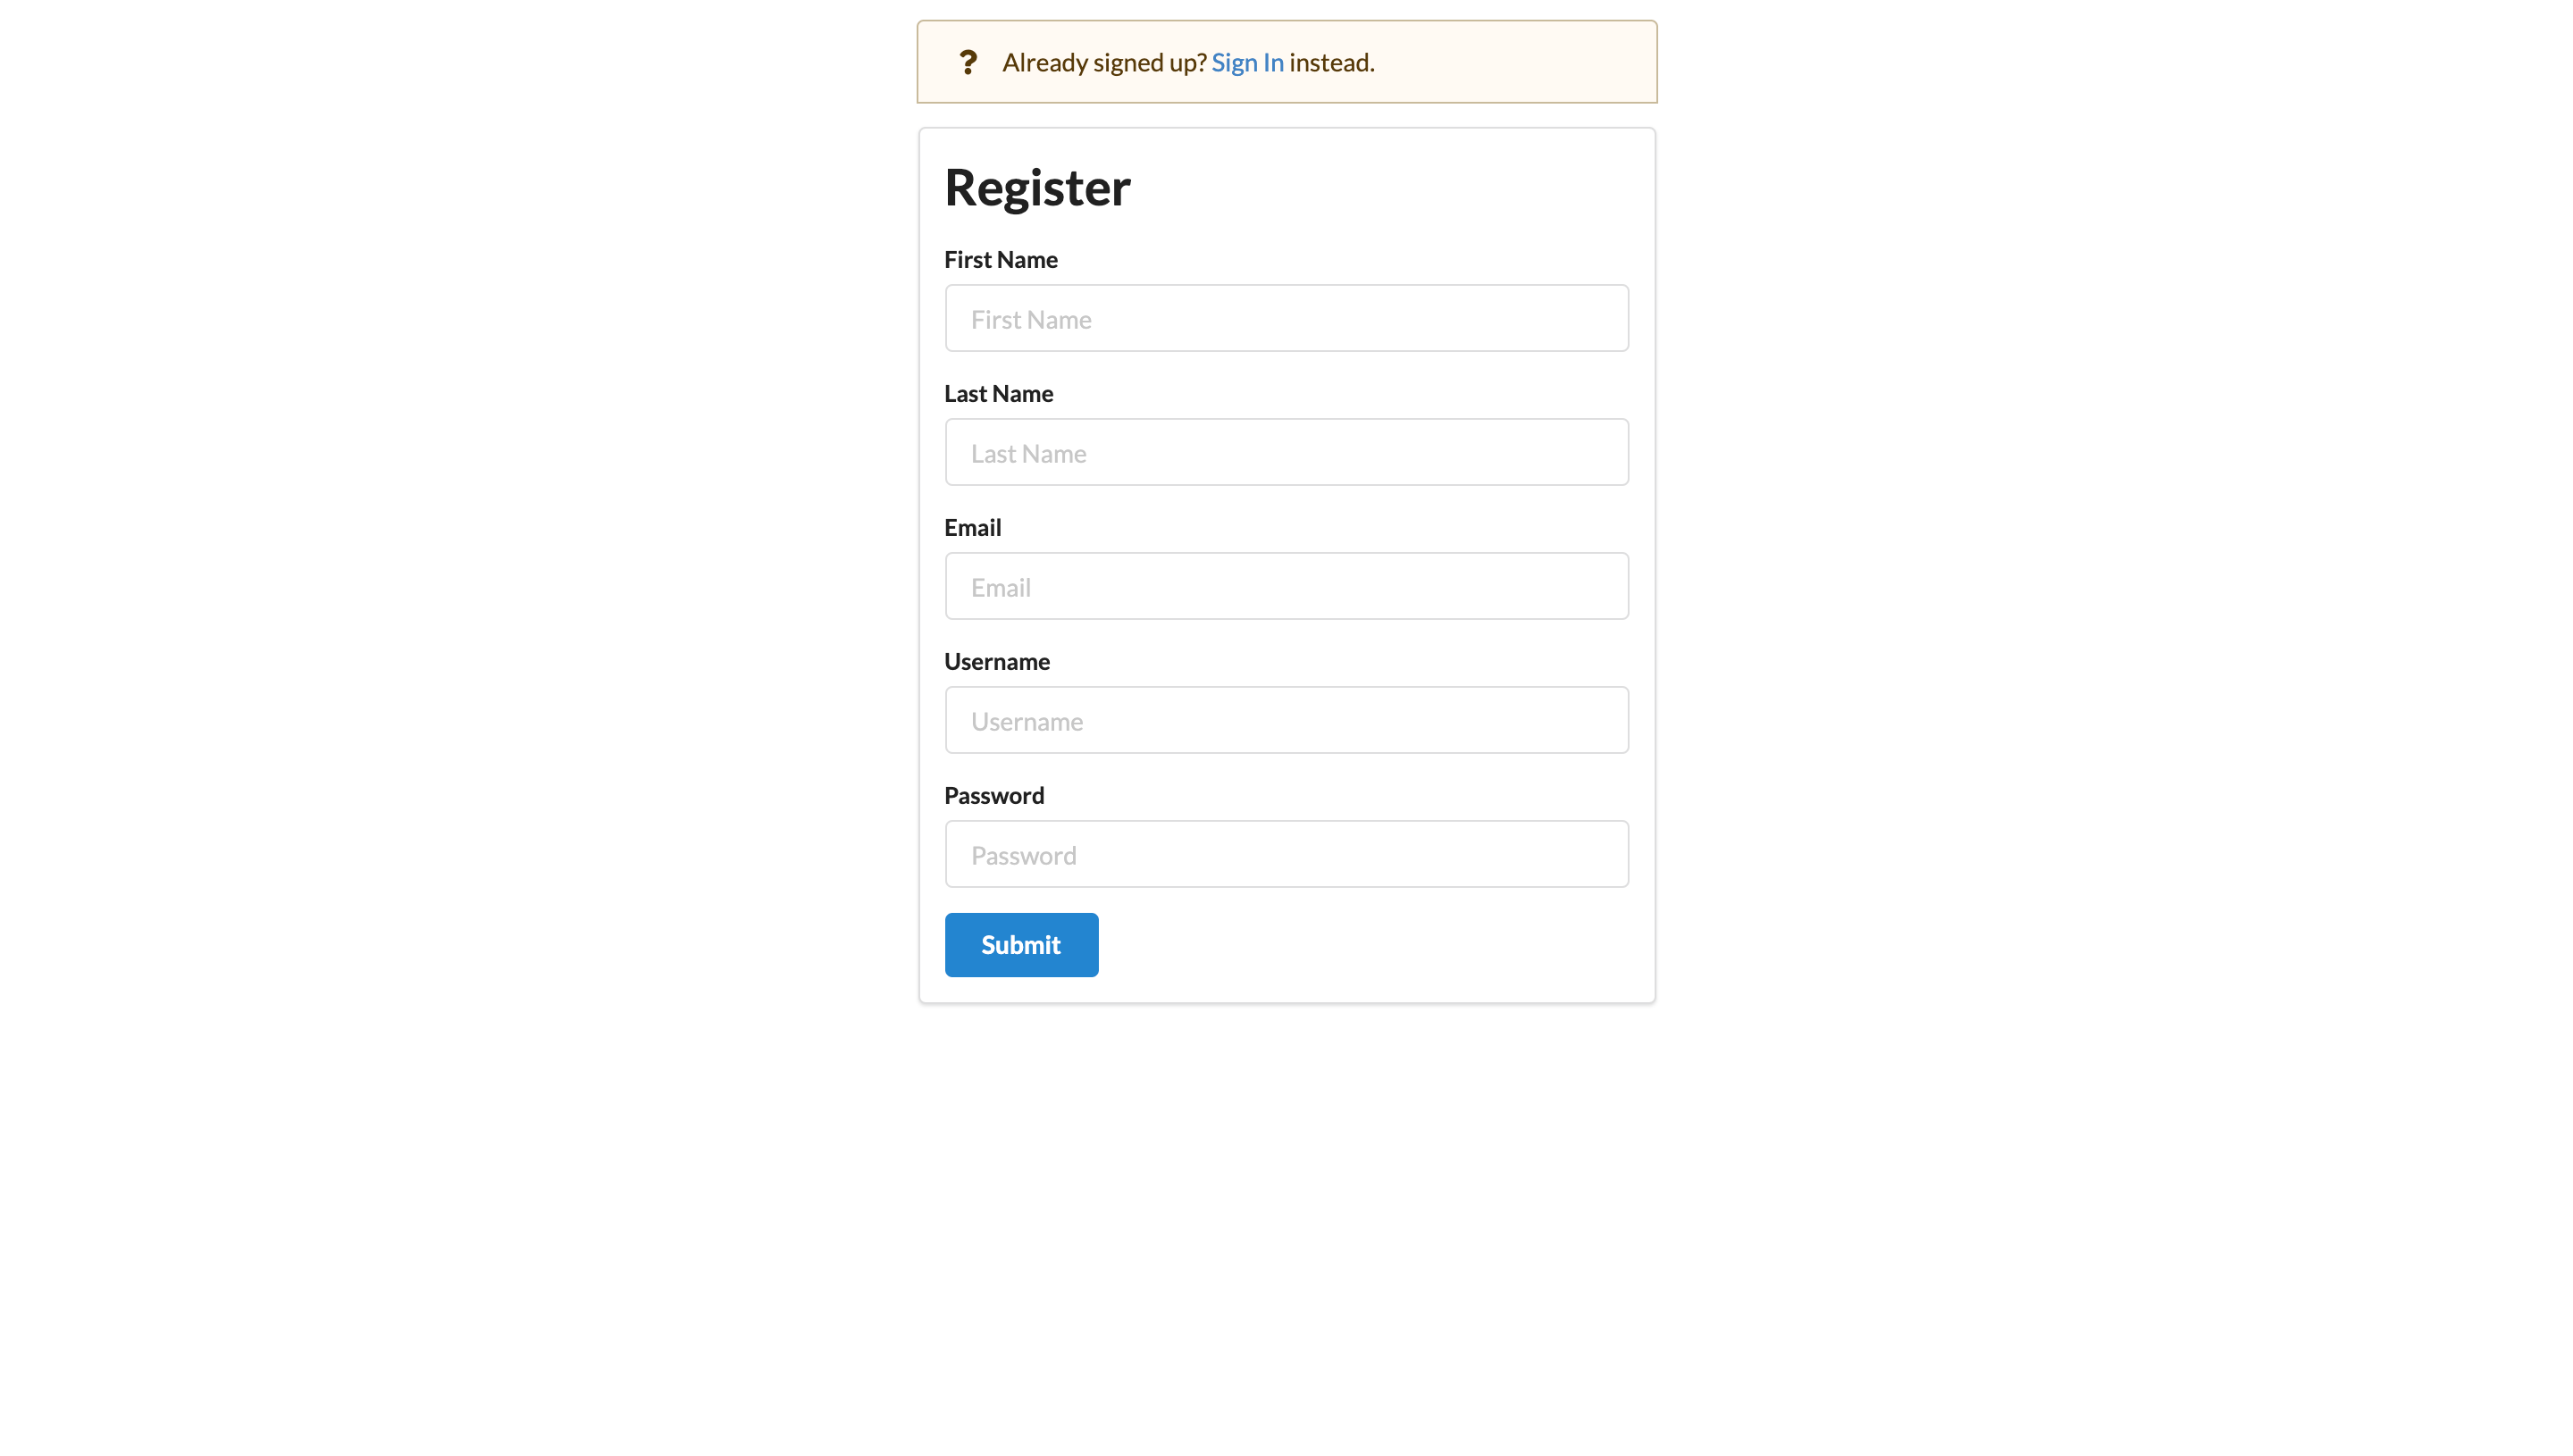 ? Already signed up? Sign In instead.
Register
First Name
First Name
Last Name
Last Name
Email
Email
Username
Username
Password
Password
Submit